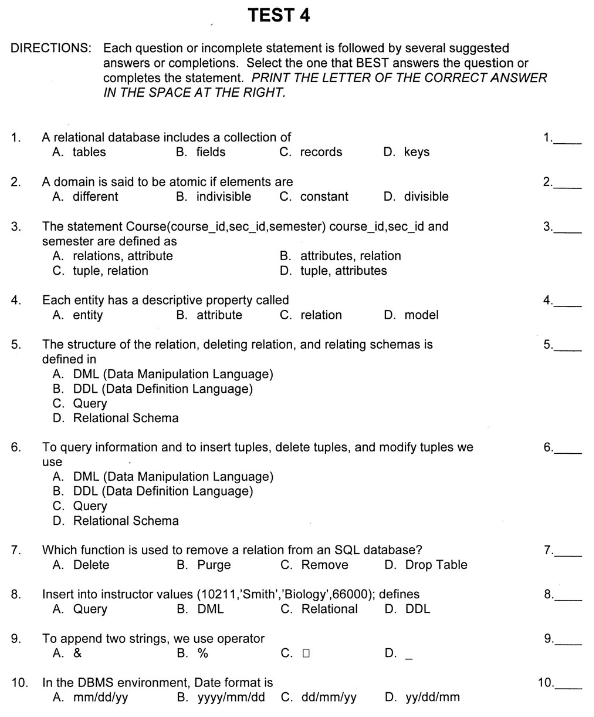 TEST 4
DIRECTIONS: Each question or incomplete statement is followed by several suggested
answers or completions. Select the one that BEST answers the question or
completes the statement. PRINT THE LETTER OF THE CORRECT ANSWER
IN THE SPACE AT THE RIGHT.
1. A relational database includes a collection of 1.____
A. tables B. fields C. records D. keys
2. A domain is said to be atomic if elements are 2.____
A. different B. indivisible C. constant D. divisible
3. The statement Course(course_id,sec_id,semester) course_id,sec_id and 3.____
semester are defined as
A. relations, attribute B. attributes, relation
C. tuple, relation D. tuple, attributes
4. Each entity has a descriptive property called 4.____
A. entity B. attribute C. relation D. model
5. The structure of the relation, deleting relation, and relating schemas is 5.____
defined in
A. DML (Data Manipulation Language)
B. DDL (Data Definition Language)
C. Query
D. Relational Schema
6. To query information and to insert tuples, delete tuples, and modify tuples we 6.____
use
A. DML (Data Manipulation Language)
B. DDL (Data Definition Language)
C. Query
D. Relational Schema
7. Which function is used to remove a relation from an SQL database? 7.____
A. Delete B. Purge C. Remove D. Drop Table
8. Insert into instructor values (10211,'Smith','Biology',66000); defines 8.____
A. Query B. DML C. Relational D. DDL
9. To append two strings, we use operator 9.____
A. & B. % C. □ D. _
10. In the DBMS environment, Date format is 10.____
A. mm/dd/yy B. yyyy/mm/dd C. dd/mm/yy D. yy/dd/mm